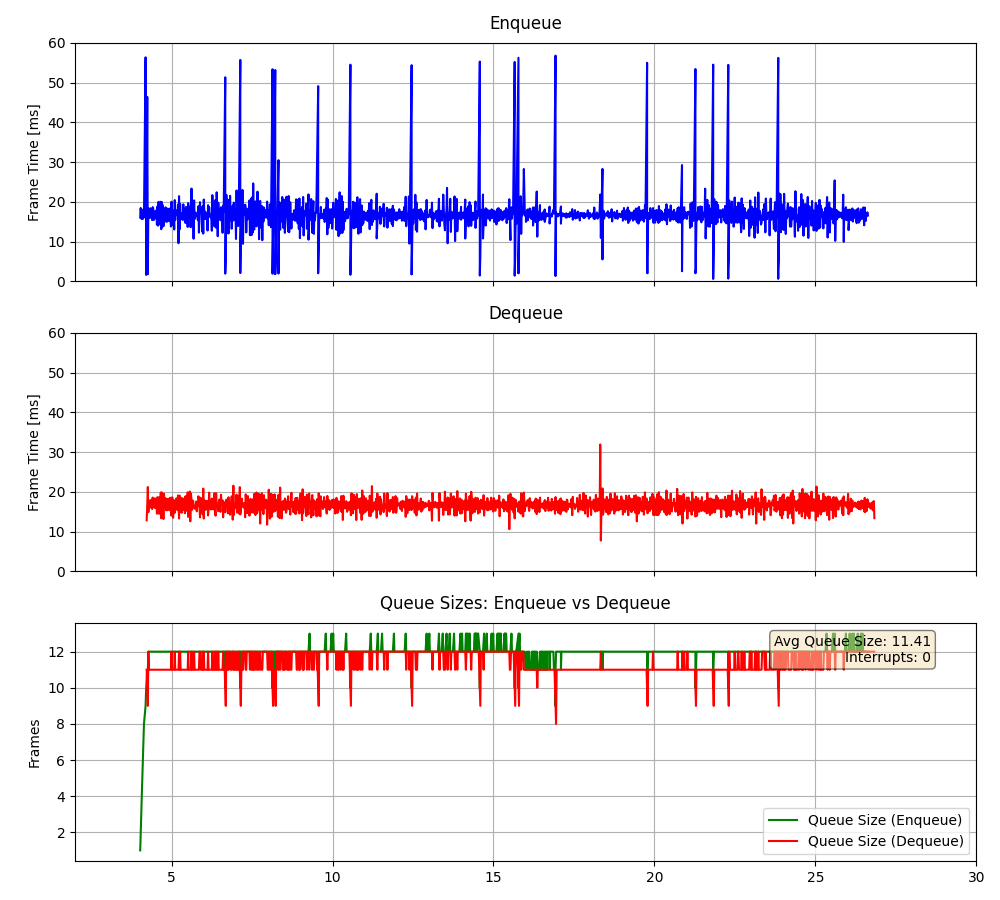 Enqueue
60
50
40
30
20
10
0
Frame Time [ms]
Dequeue
60
50
40
30
20
10
0
Frame Time [ms]
Queue Sizes: Enqueue vs Dequeue
12
10
8
6
4
2
Frames
Avg Queue Size: 11.41
Interrupts: 0
Queue Size (Enqueue)
Queue Size (Dequeue)
5 10 15 20 25 30